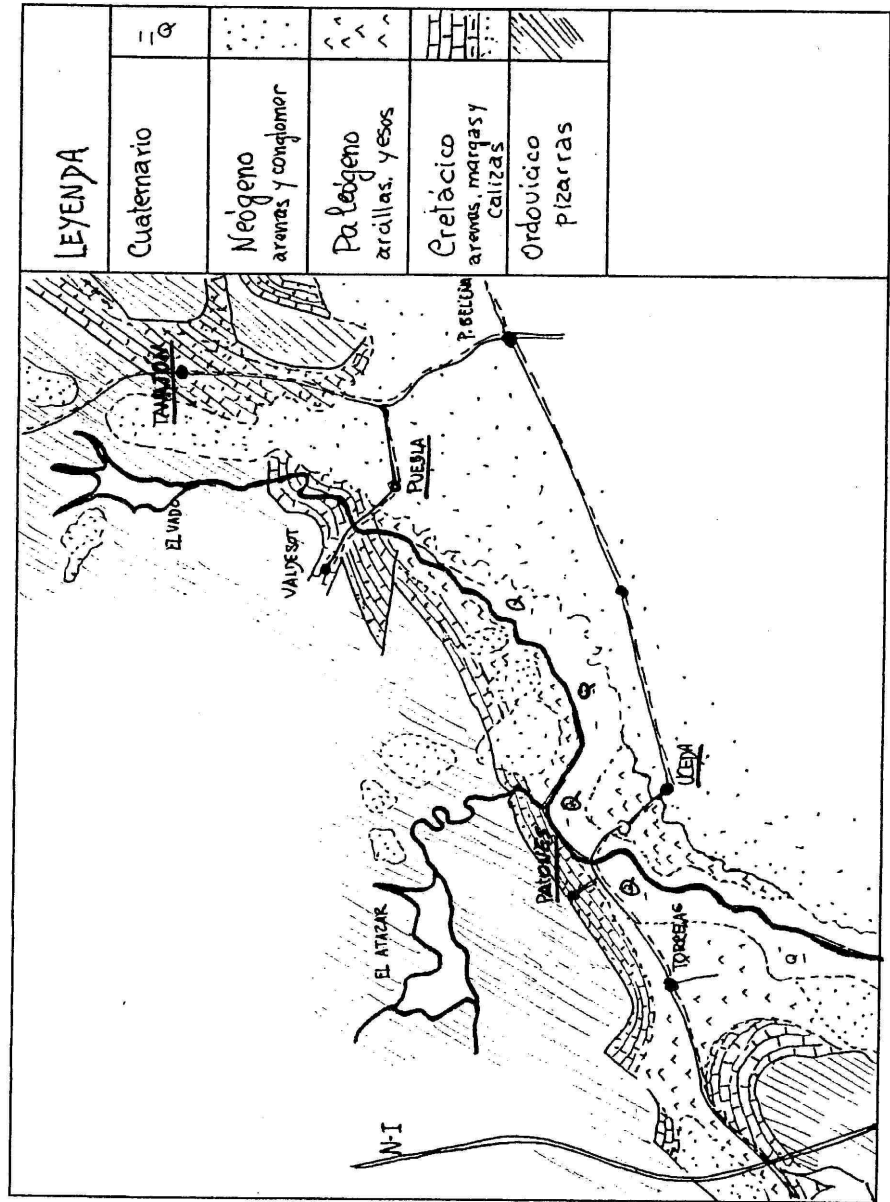 LEYENDA
Cuaternario
Q
Neógeno
arenas y conglomer
Paleógeno
arcillas, yesos
Cretácico
arenas, margas y
calizas
Ordovícico
pizarras
TAMAJÓN
EL VADO
VALDESOT
PUEBLA
P. BELEÑA
Q
Q
Q
Q
Q
UCEDA
PATONES
TORRELAG
EL ATAZAR
N-I